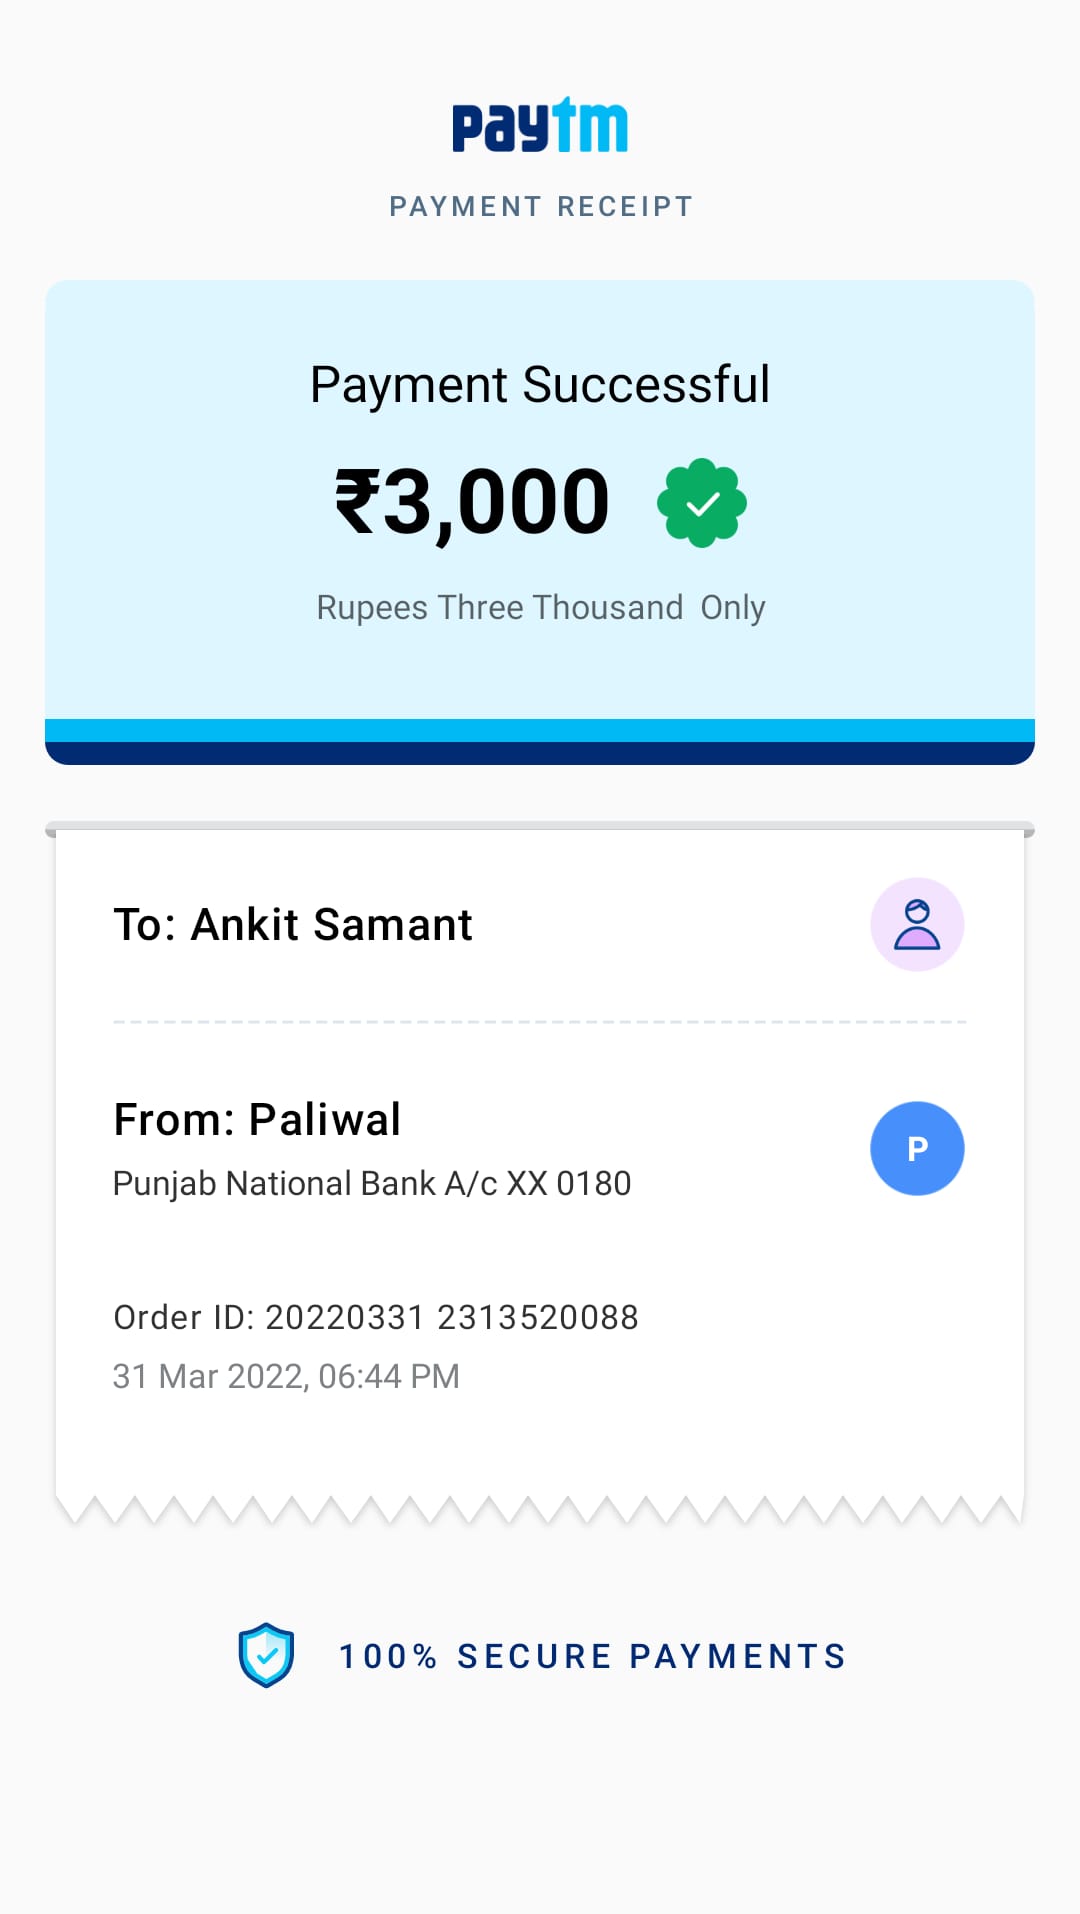 paytm
PAYMENT RECEIPT
Payment Successful
₹3,000
Rupees Three Thousand  Only
To: Ankit Samant
From: Paliwal
P
Punjab National Bank A/c XX 0180
Order ID: 20220331 2313520088
31 Mar 2022, 06:44 PM
100% SECURE PAYMENTS